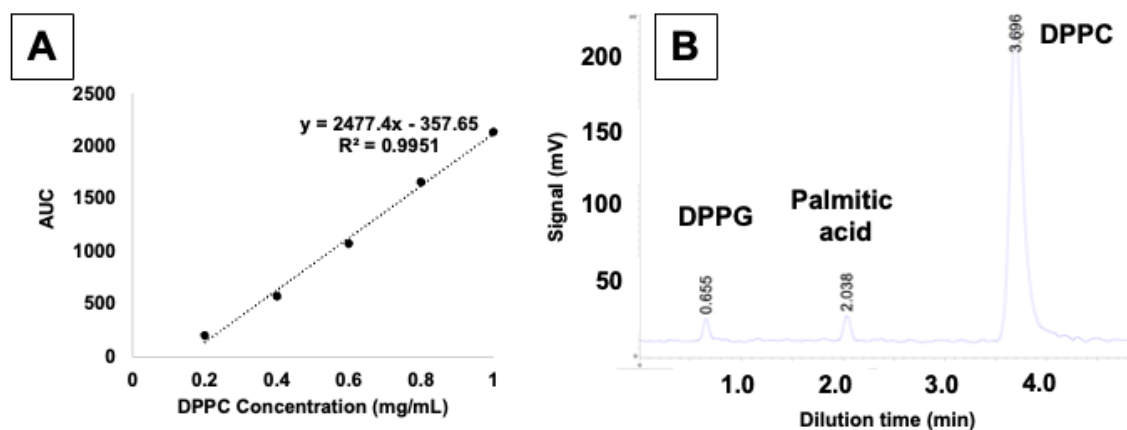 A
2500
2000
1500
1000
500
0
AUC
y = 2477.4x - 357.65
R² = 0.9951
0 0.2 0.4 0.6 0.8 1
DPPC Concentration (mg/mL)
B
200
150
100
50
Signal (mV)
DPPG
0.655
Palmitic
acid
2.038
3.696
DPPC
1.0 2.0 3.0 4.0
Dilution time (min)